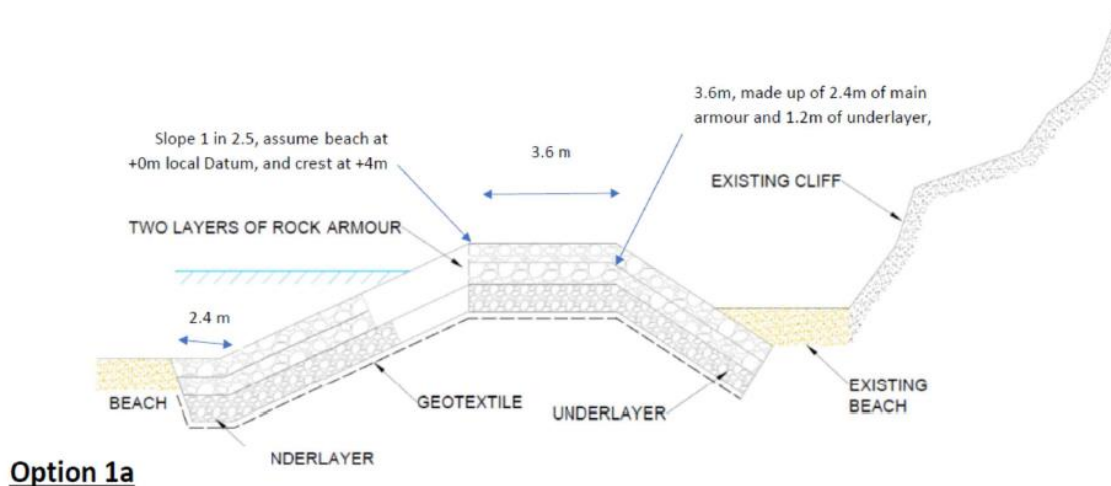 3.6m, made up of 2.4m of main
armour and 1.2m of underlayer,
Slope 1 in 2.5, assume beach at
+0m local Datum, and crest at +4m
3.6 m
EXISTING CLIFF
TWO LAYERS OF ROCK ARMOUR
2.4 m
BEACH
GEOTEXTILE
UNDERLAYER
EXISTING
BEACH
NDERLAYER
Option 1a